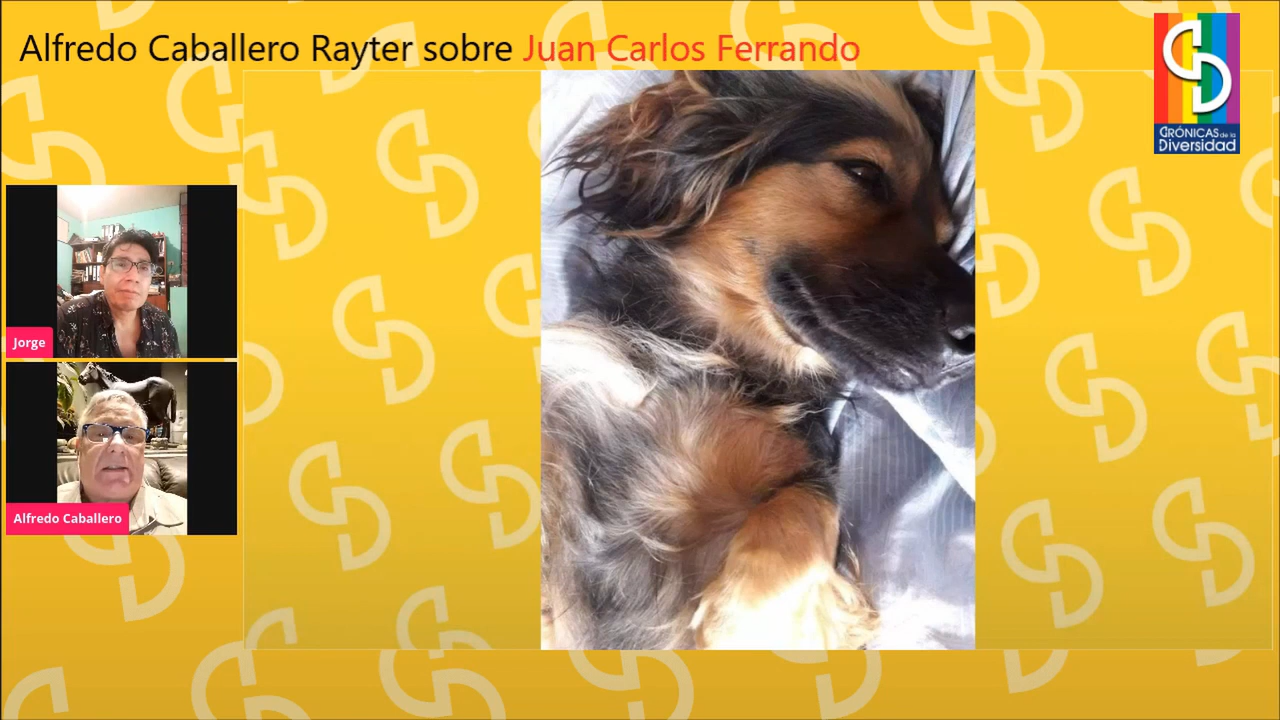 Alfredo Caballero Rayter sobre Juan Carlos Ferrando
CRÓNICAS de la
Diversidad
Jorge
Alfredo Caballero